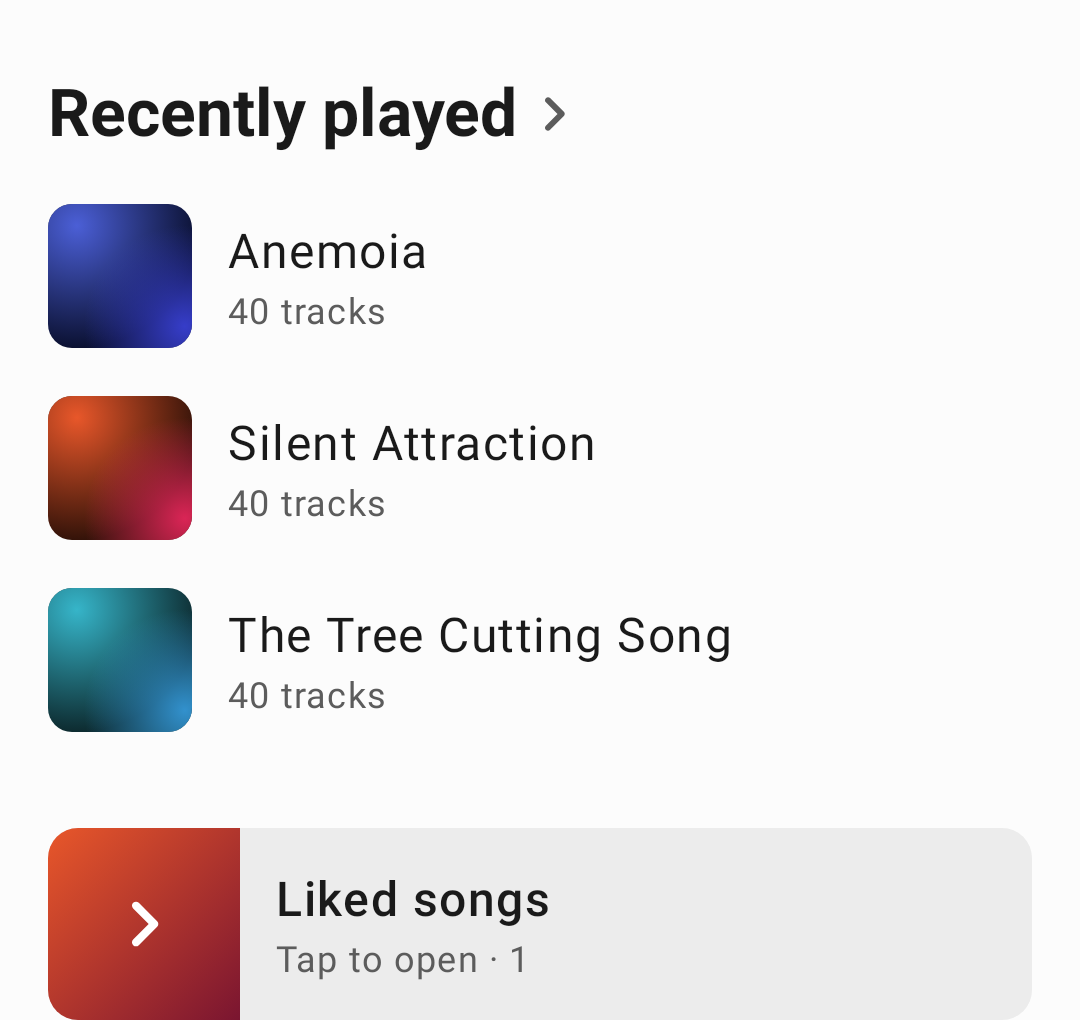 Recently played
Anemoia
40 tracks
Silent Attraction
40 tracks
The Tree Cutting Song
40 tracks
Liked songs
Tap to open · 1